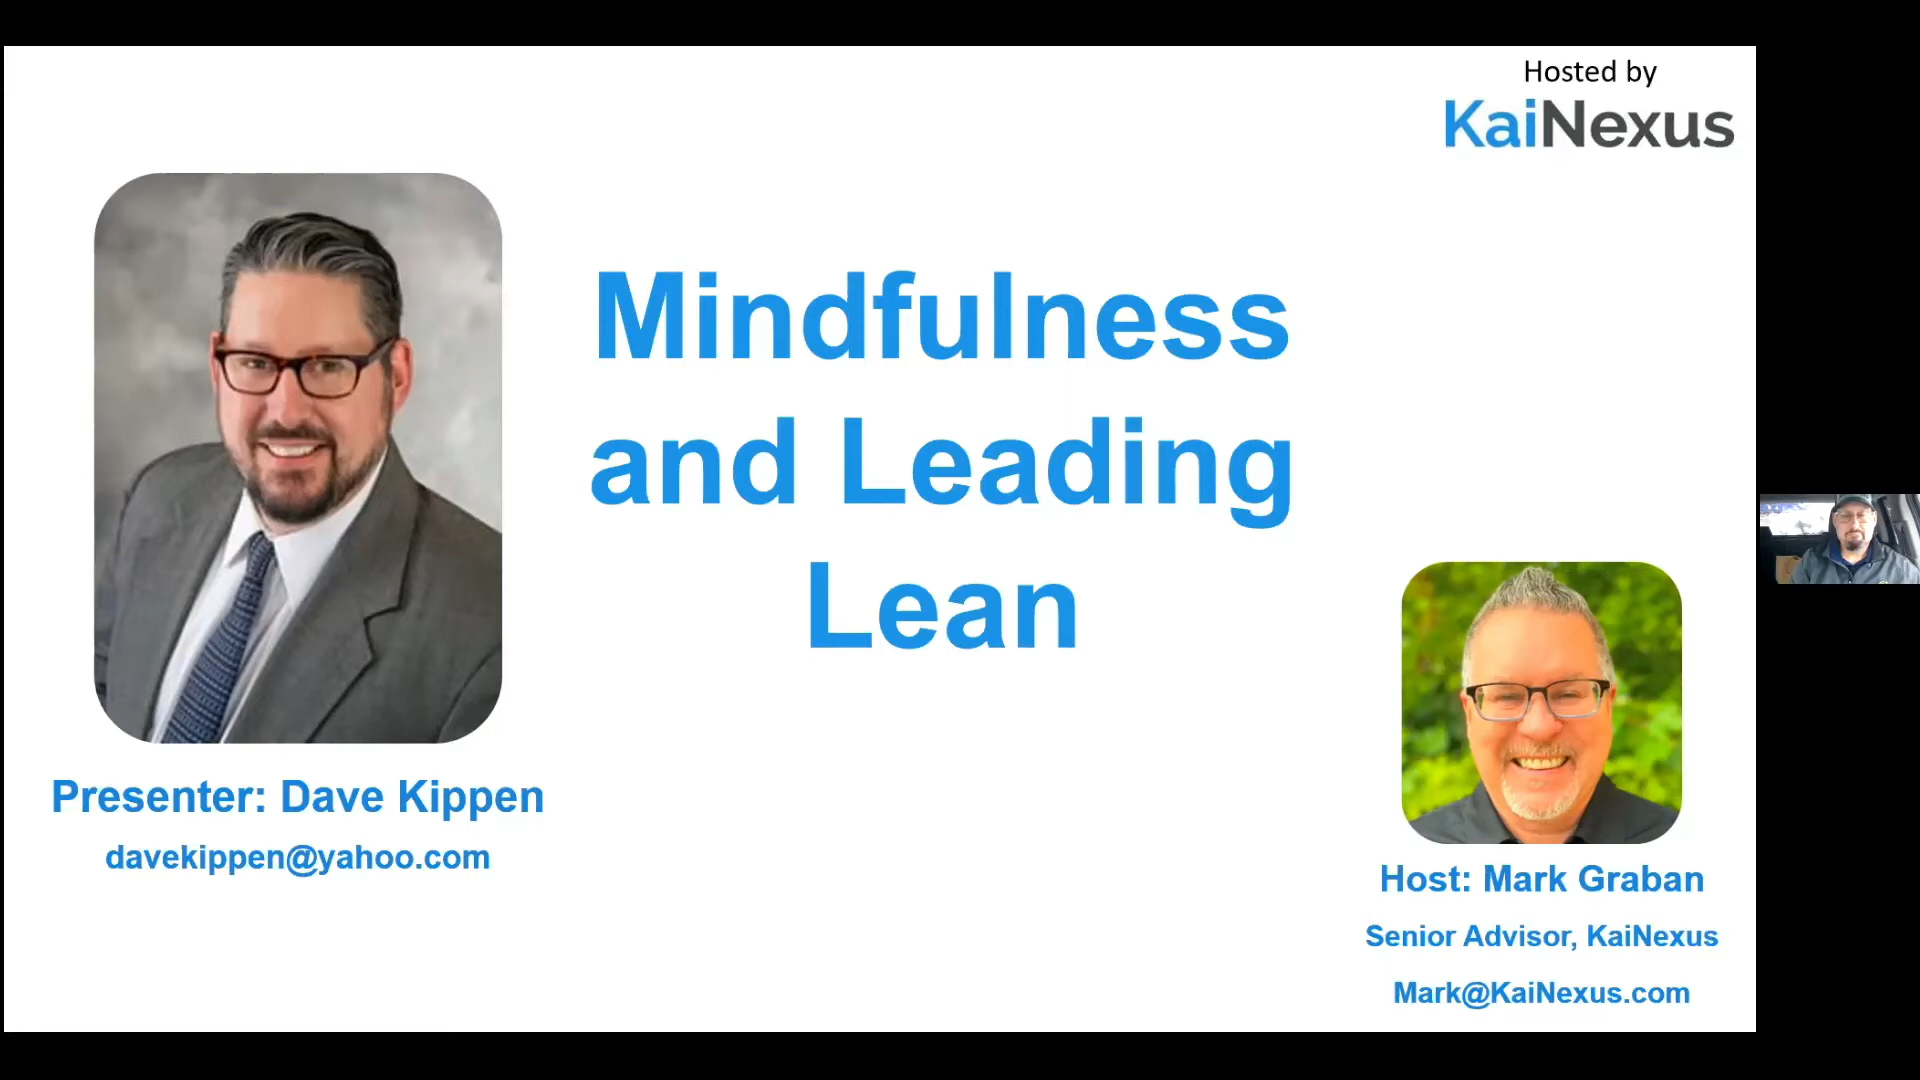 Hosted by
KaiNexus
Mindfulness
and Leading
Lean
Presenter: Dave Kippen
davekippen@yahoo.com
Host: Mark Graban
Senior Advisor, KaiNexus
Mark@KaiNexus.com